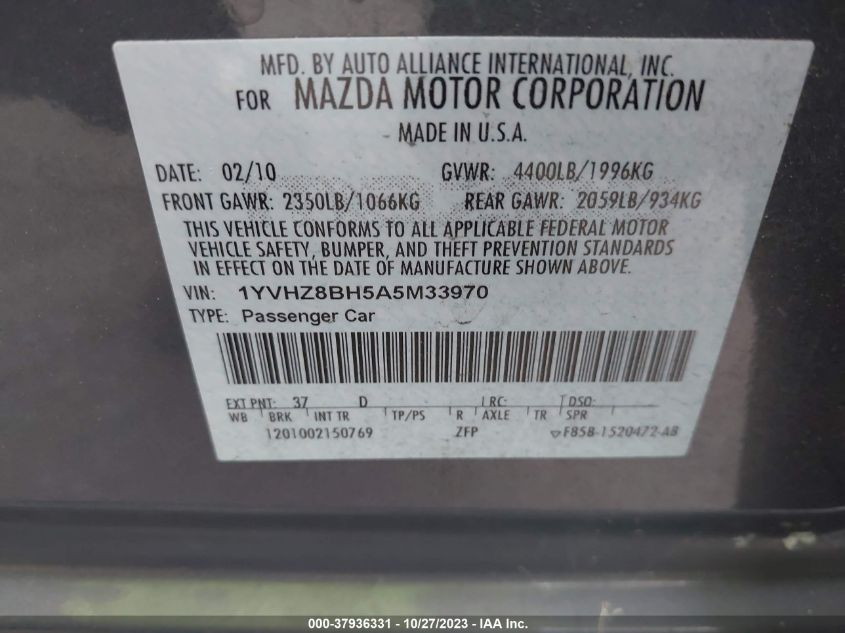 MFD. BY AUTO ALLIANCE INTERNATIONAL, INC.
FOR MAZDA MOTOR CORPORATION
MADE IN U.S.A.
DATE: 02/10 GVWR: 4400LB/1996KG
FRONT GAWR: 2350LB/1066KG REAR GAWR: 2059LB/934KG
THIS VEHICLE CONFORMS TO ALL APPLICABLE FEDERAL MOTOR
VEHICLE SAFETY, BUMPER, AND THEFT PREVENTION STANDARDS
IN EFFECT ON THE DATE OF MANUFACTURE SHOWN ABOVE.
VIN: 1YVHZ8BH5A5M33970
TYPE: Passenger Car
EXT PNT: 37 D RC: DSO:
WB BRK INT TR TP/PS R AXLE TR SPR
1201002150769 ZFP F85B-1520472-AB
000-37936331 - 10/27/2023 - IAA Inc.